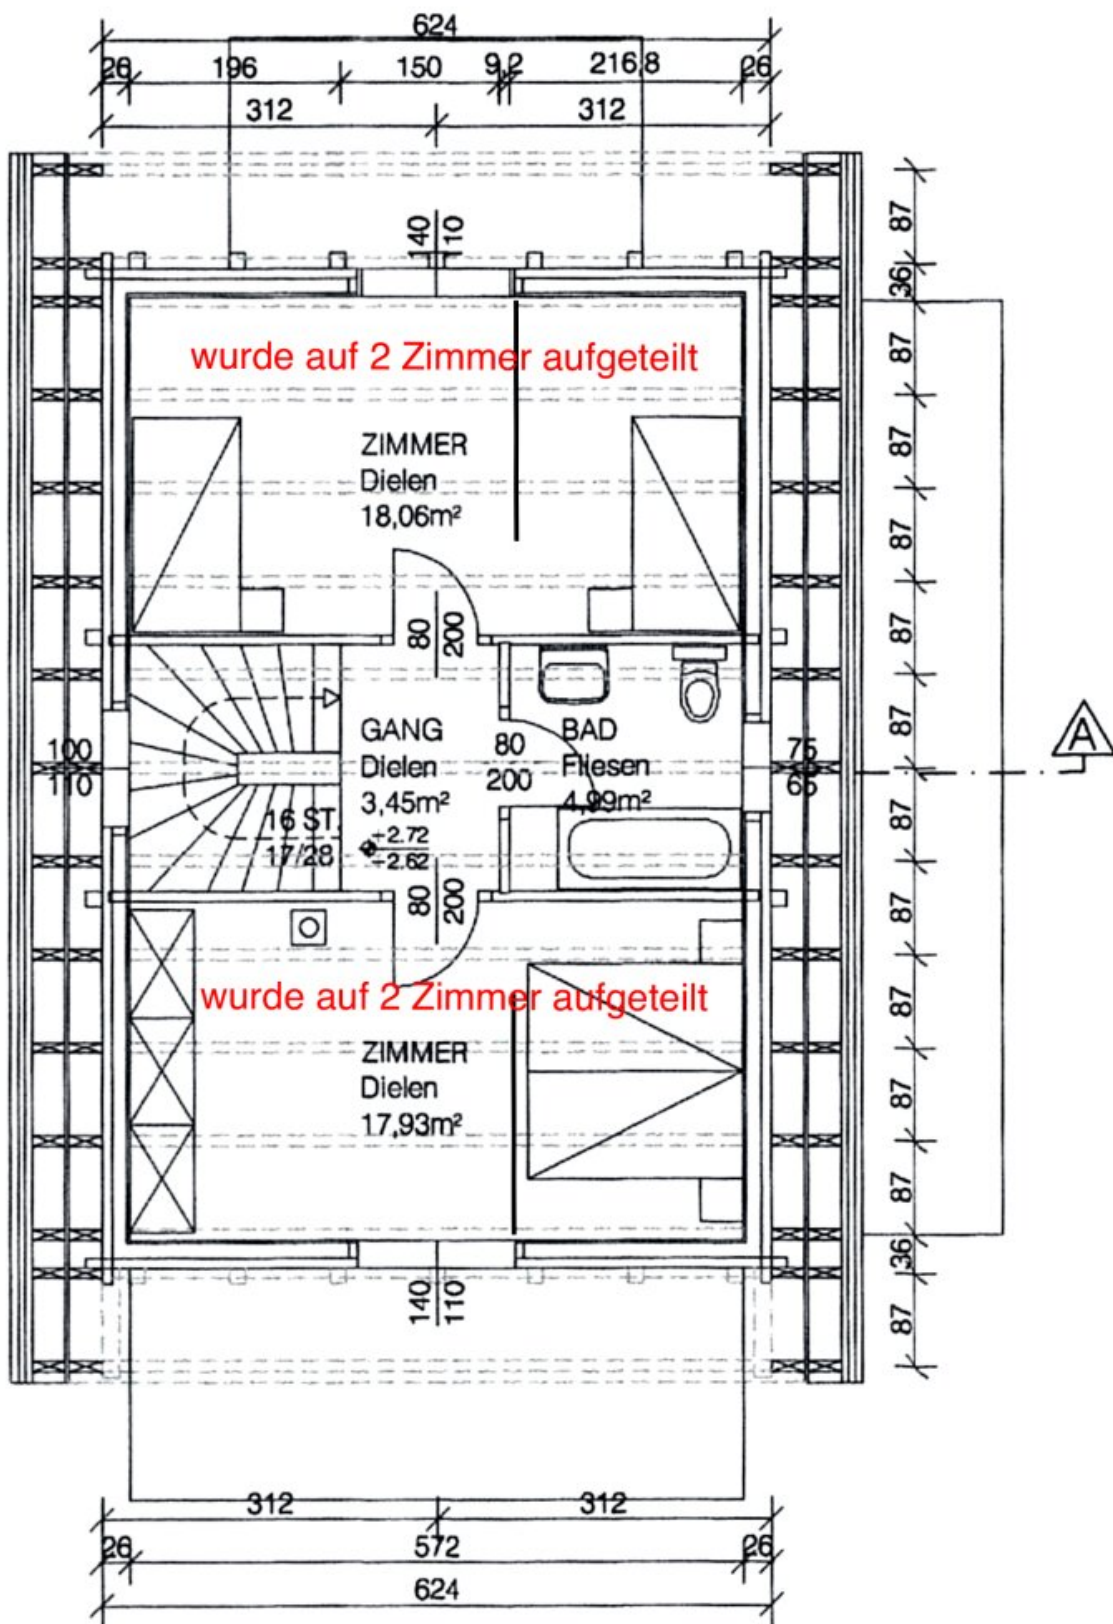 624
26 196 150 9,2 216,8 26
312 312
140
110
87
36
87
wurde auf 2 Zimmer aufgeteilt
87
ZIMMER
Dielen
18,06m²
87
80
200
87
87
GANG
Dielen
3,45m²
80
200
BAD
Fliesen
4,99m²
100
110
75
65
A
87
16 ST.
17/28
+2.72
+2.62
80
200
87
87
wurde auf 2 Zimmer aufgeteilt
ZIMMER
Dielen
17,93m²
87
87
36
140
110
87
312 312
26 572 26
624